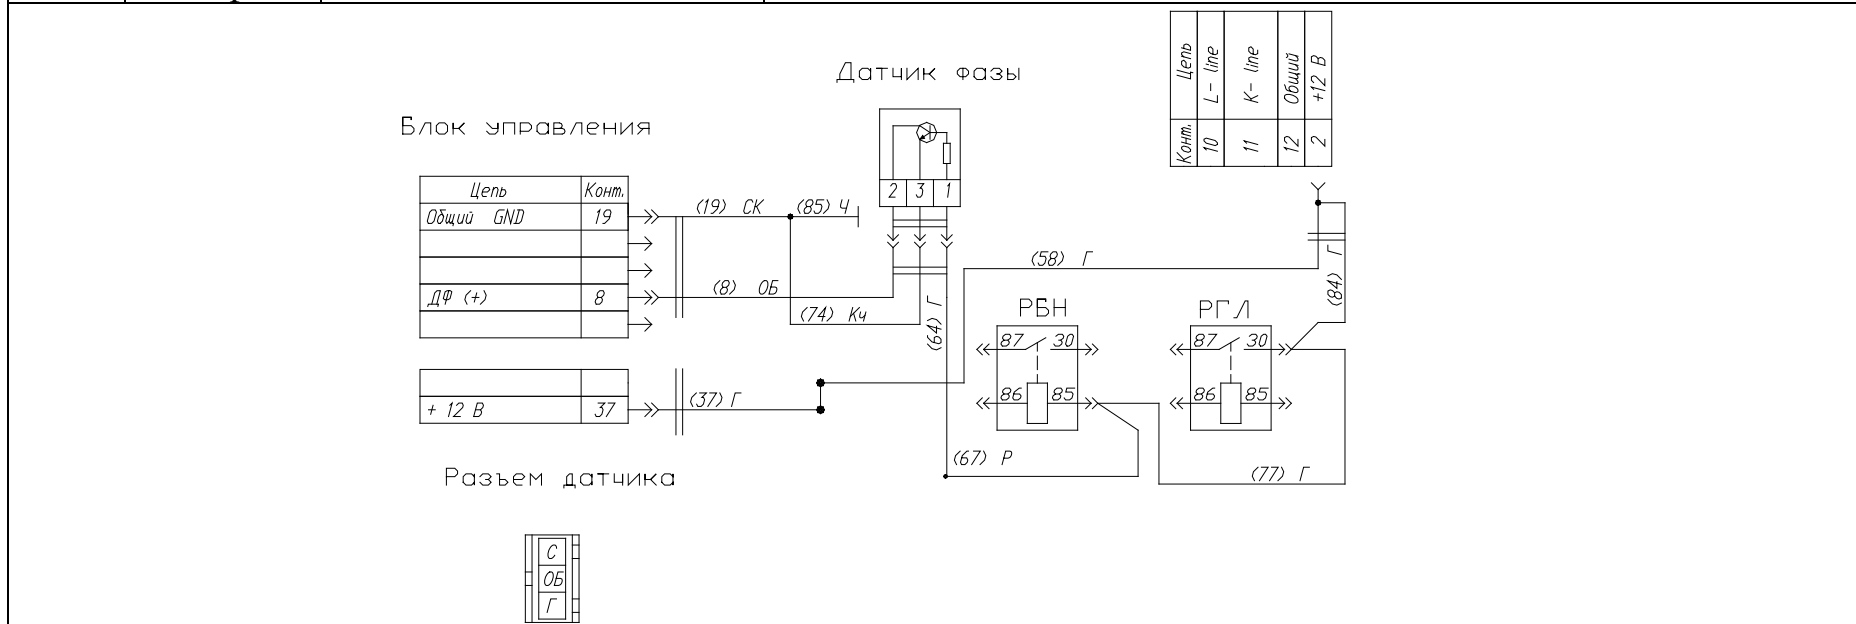 Датчик фазы
Блок управления
Цепь Конт.
Общий GND 19
ДФ (+) 8
+ 12 В 37
(19) СК
(85) Ч
(8) ОБ
(74) Кч
(37) Г
2 3 1
(64) Г
(58) Г
(67) Р
РБН
87 30
86 85
РГЛ
87 30
86 85
(84) Г
(77) Г
Конт. Цепь
10 L- line
11 K- line
12 Общий
2 +12 В
Разъем датчика
С
ОБ
Г